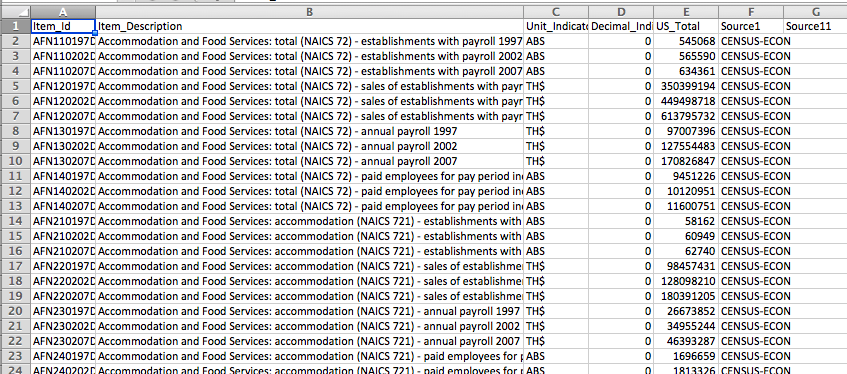 A B C D E F G
1 Item_Id Item_Description Unit_Indicato Decimal_Indi US_Total Source1 Source11
2 AFN110197D Accommodation and Food Services: total (NAICS 72) - establishments with payroll 1997 ABS 0 545068 CENSUS-ECON
3 AFN110202D Accommodation and Food Services: total (NAICS 72) - establishments with payroll 2002 ABS 0 565590 CENSUS-ECON
4 AFN110207D Accommodation and Food Services: total (NAICS 72) - establishments with payroll 2007 ABS 0 634361 CENSUS-ECON
5 AFN120197D Accommodation and Food Services: total (NAICS 72) - sales of establishments with payr TH$ 0 350399194 CENSUS-ECON
6 AFN120202D Accommodation and Food Services: total (NAICS 72) - sales of establishments with payr TH$ 0 449498718 CENSUS-ECON
7 AFN120207D Accommodation and Food Services: total (NAICS 72) - sales of establishments with payr TH$ 0 613795732 CENSUS-ECON
8 AFN130197D Accommodation and Food Services: total (NAICS 72) - annual payroll 1997 TH$ 0 97007396 CENSUS-ECON
9 AFN130202D Accommodation and Food Services: total (NAICS 72) - annual payroll 2002 TH$ 0 127554483 CENSUS-ECON
10 AFN130207D Accommodation and Food Services: total (NAICS 72) - annual payroll 2007 TH$ 0 170826847 CENSUS-ECON
11 AFN140197D Accommodation and Food Services: total (NAICS 72) - paid employees for pay period in ABS 0 9451226 CENSUS-ECON
12 AFN140202D Accommodation and Food Services: total (NAICS 72) - paid employees for pay period in ABS 0 10120951 CENSUS-ECON
13 AFN140207D Accommodation and Food Services: total (NAICS 72) - paid employees for pay period in ABS 0 11600751 CENSUS-ECON
14 AFN210197D Accommodation and Food Services: accommodation (NAICS 721) - establishments with ABS 0 58162 CENSUS-ECON
15 AFN210202D Accommodation and Food Services: accommodation (NAICS 721) - establishments with ABS 0 60949 CENSUS-ECON
16 AFN210207D Accommodation and Food Services: accommodation (NAICS 721) - establishments with ABS 0 62740 CENSUS-ECON
17 AFN220197D Accommodation and Food Services: accommodation (NAICS 721) - sales of establishme TH$ 0 98457431 CENSUS-ECON
18 AFN220202D Accommodation and Food Services: accommodation (NAICS 721) - sales of establishme TH$ 0 128098210 CENSUS-ECON
19 AFN220207D Accommodation and Food Services: accommodation (NAICS 721) - sales of establishme TH$ 0 180391205 CENSUS-ECON
20 AFN230197D Accommodation and Food Services: accommodation (NAICS 721) - annual payroll 1997 TH$ 0 26673852 CENSUS-ECON
21 AFN230202D Accommodation and Food Services: accommodation (NAICS 721) - annual payroll 2002 TH$ 0 34955244 CENSUS-ECON
22 AFN230207D Accommodation and Food Services: accommodation (NAICS 721) - annual payroll 2007 TH$ 0 46393287 CENSUS-ECON
23 AFN240197D Accommodation and Food Services: accommodation (NAICS 721) - paid employees for p ABS 0 1696659 CENSUS-ECON
24 AFN240202D Accommodation and Food Services: accommodation (NAICS 721) - paid employees for p ABS 0 1813326 CENSUS-ECON